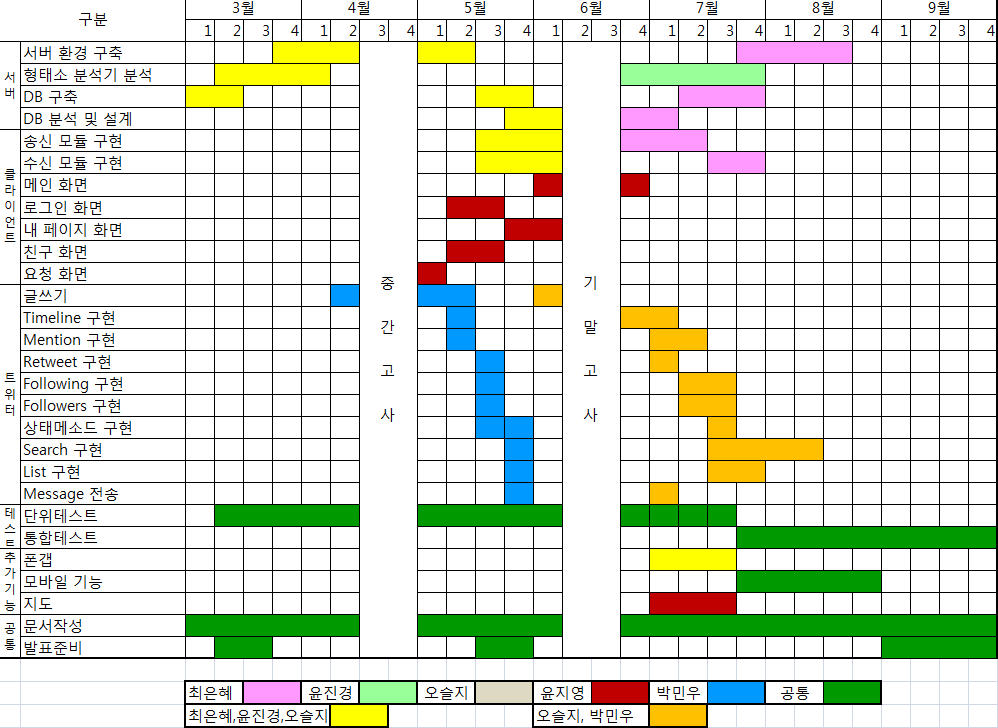 구분 3월 4월 5월 6월 7월 8월 9월
1 2 3 4 1 2 3 4 1 2 3 4 1 2 3 4 1 2 3 4 1 2 3 4 1 2 3 4
서버
서버 환경 구축
형태소 분석기 분석
DB 구축
DB 분석 및 설계
클라이언트
송신 모듈 구현
수신 모듈 구현
메인 화면
로그인 화면
내 페이지 화면
친구 화면
요청 화면
트위터
글쓰기
Timeline 구현
Mention 구현
Retweet 구현
Following 구현
Followers 구현
상태메소드 구현
Search 구현
List 구현
Message 전송
테스트
단위테스트
통합테스트
추가기능
폰갭
모바일 기능
지도
공통
문서작성
발표준비
중간고사
기말고사
최은혜 윤진경 오슬지 윤지영 박민우 공통
최은혜,윤진경,오슬지 오슬지, 박민우